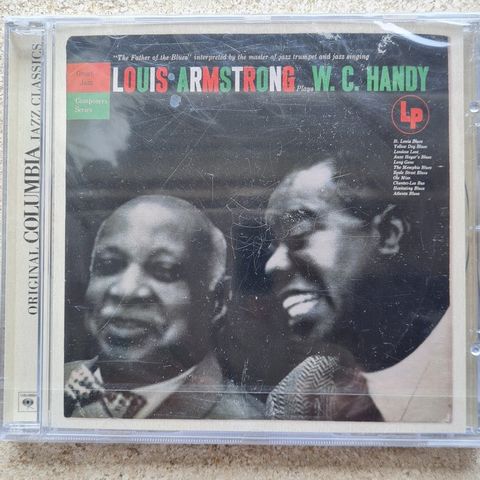 "The Father of the Blues" interpreted by the master of jazz trumpet and jazz singing
Great
Jazz
Composers
Series
LOUIS ARMSTRONG Plays W. C. HANDY
Lp
St. Louis Blues
Yellow Dog Blues
Loveless Love
Aunt Hagar's Blues
Long Gone
The Memphis Blues
Beale Street Blues
Ole Miss
Chantez-Les Bas
Hesitating Blues
Atlanta Blues
ORIGINAL COLUMBIA JAZZ CLASSICS